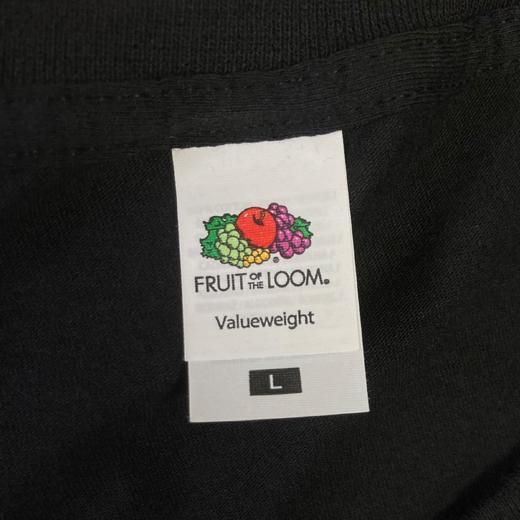 ®
FRUIT OF THE LOOM®
Valueweight
L